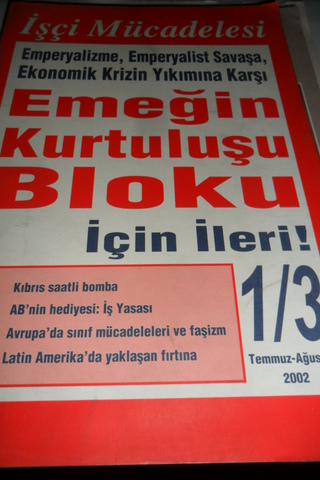 İşçi Mücadelesi
Emperyalizme, Emperyalist Savaşa,
Ekonomik Krizin Yıkımına Karşı
Emeğin
Kurtuluşu
Bloku
İçin İleri!
Kıbrıs saatli bomba
AB'nin hediyesi: İş Yasası
Avrupa'da sınıf mücadeleleri ve faşizm
Latin Amerika'da yaklaşan fırtına
1/3
Temmuz-Ağus
2002